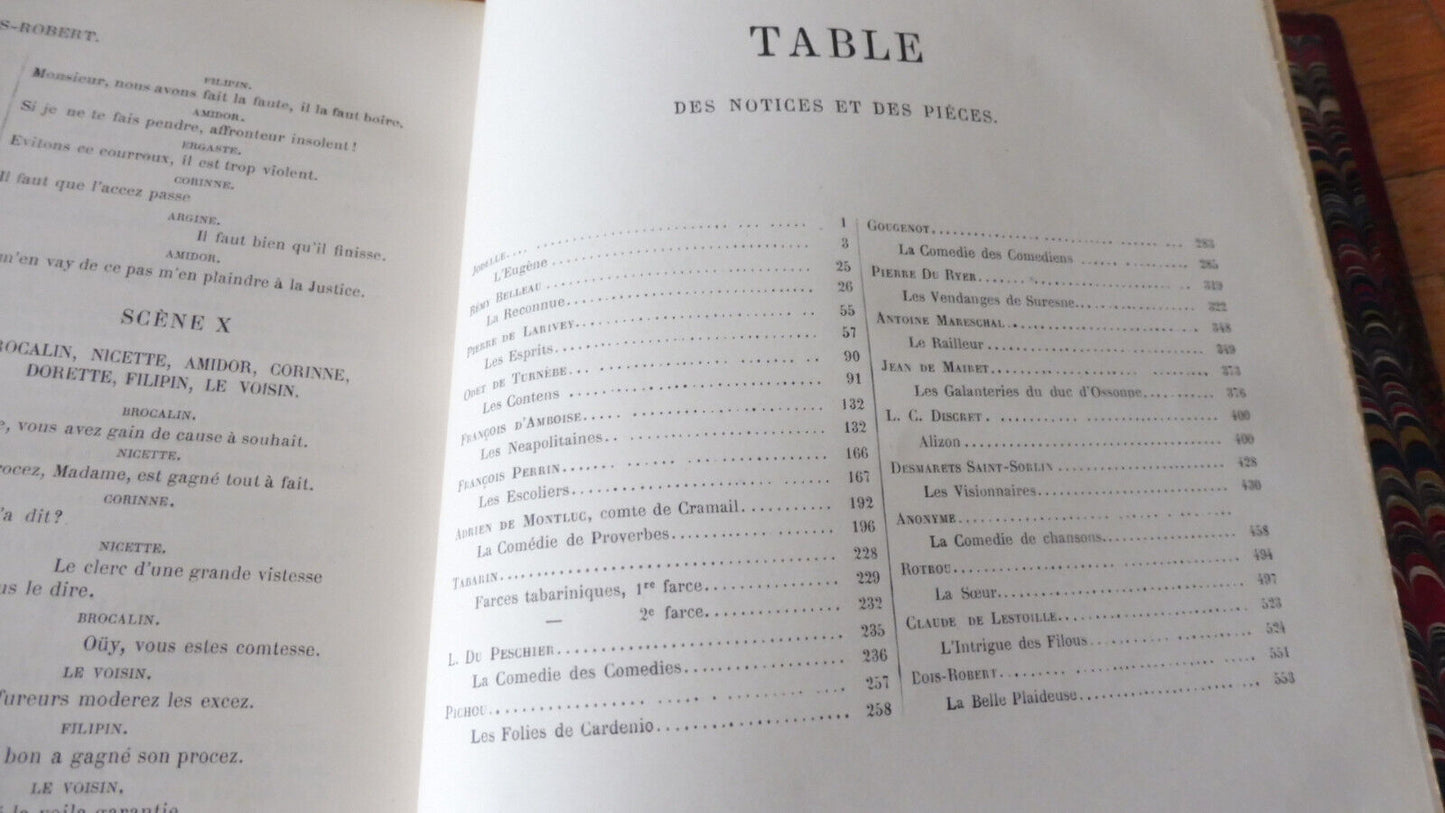 S-ROBERT.
FILIPIN.
Monsieur, nous avons fait la faute, il la faut boire.
AMIDOR.
Si je ne te fais pendre, affronteur insolent!
ERGASTE.
Evitons ce courroux, il est trop violent.
CORINNE.
Il faut que l'accez passe
ARGINE.
Il faut bien qu'il finisse.
AMIDOR.
m'en vay de ce pas m'en plaindre à la Justice.
SCÈNE X
BROCALIN, NICETTE, AMIDOR, CORINNE,
DORETTE, FILIPIN, LE VOISIN.
BROCALIN.
vous avez gain de cause à souhait.
NICETTE.
procez, Madame, est gagné tout à fait.
CORINNE.
'a dit?
NICETTE.
Le clerc d'une grande vistesse
le dire.
BROCALIN.
Oüy, vous estes comtesse.
LE VOISIN.
fureurs moderez les excez.
FILIPIN.
bon a gagné son procez.
LE VOISIN.
voila garantie
TABLE
DES NOTICES ET DES PIÈCES.
JODELLE.... 1
L'Eugène 3
RÉMY BELLEAU 25
La Reconnue 26
PIERRE DE LARIVEY 55
Les Esprits 57
ODET DE TURNÈBE 90
Les Contens 91
FRANÇOIS D'AMBOISE 132
Les Neapolitaines 132
FRANÇOIS PERRIN 166
Les Escoliers 167
ADRIEN DE MONTLUC, comte de Cramail 192
La Comédie de Proverbes 196
TABARIN 228
Farces tabariniques, 1re farce 229
— 2e farce 232
L. DU PESCHIER 235
La Comedie des Comedies 236
PICHOU 257
Les Folies de Cardenio 258
GOUGENOT 283
La Comedie des Comediens 285
PIERRE DU RYER 319
Les Vendanges de Suresne 322
ANTOINE MARESCHAL 348
Le Railleur 349
JEAN DE MAIRET 373
Les Galanteries du duc d'Ossonne 376
L. C. DISCRET 400
Alizon 400
DESMARETS SAINT-SORLIN 428
Les Visionnaires 430
ANONYME
La Comedie de chansons 458
ROTROU 494
La Sœur 497
CLAUDE DE LESTOILLE 523
L'Intrigue des Filous 524
BOIS-ROBERT 551
La Belle Plaideuse 553